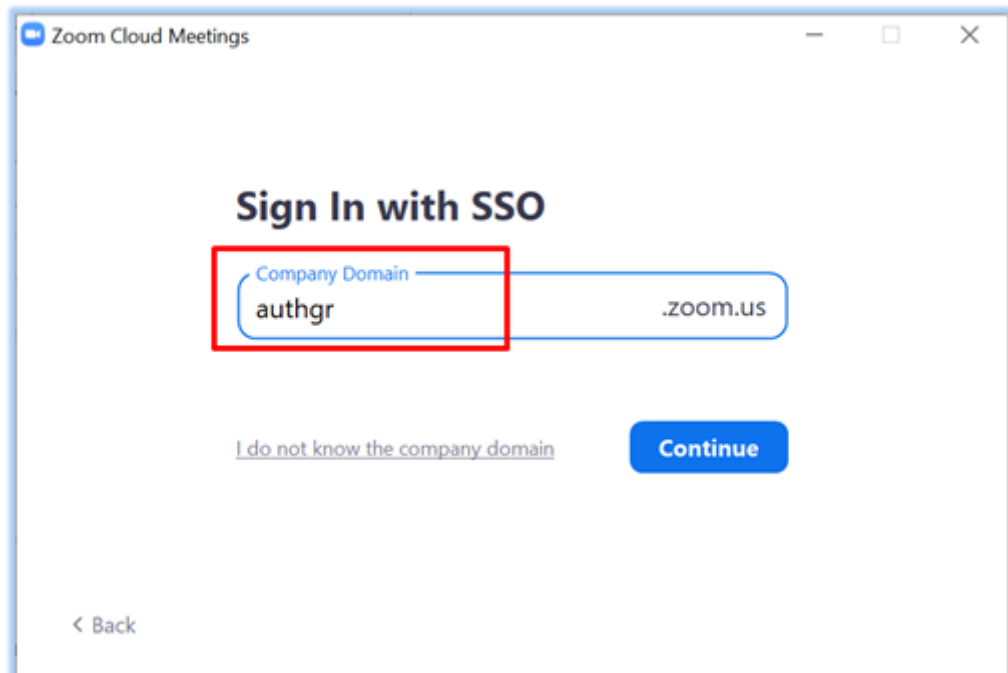 Zoom Cloud Meetings
Sign In with SSO
Company Domain
authgr .zoom.us
I do not know the company domain
Continue
< Back